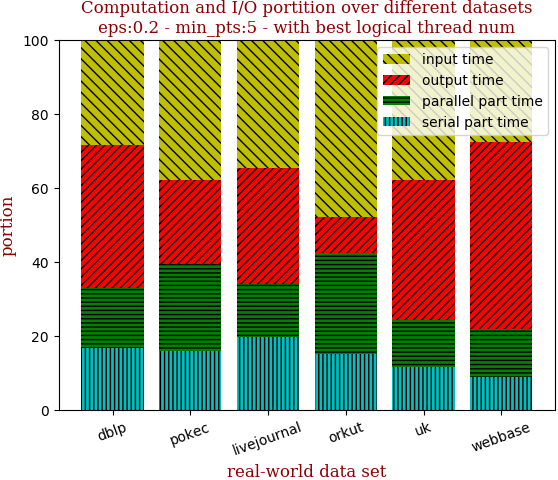 Computation and I/O portition over different datasets
eps:0.2 - min_pts:5 - with best logical thread num
100
80
60
40
20
0
portion
input time
output time
parallel part time
serial part time
dblp
pokec
livejournal
orkut
uk
webbase
real-world data set